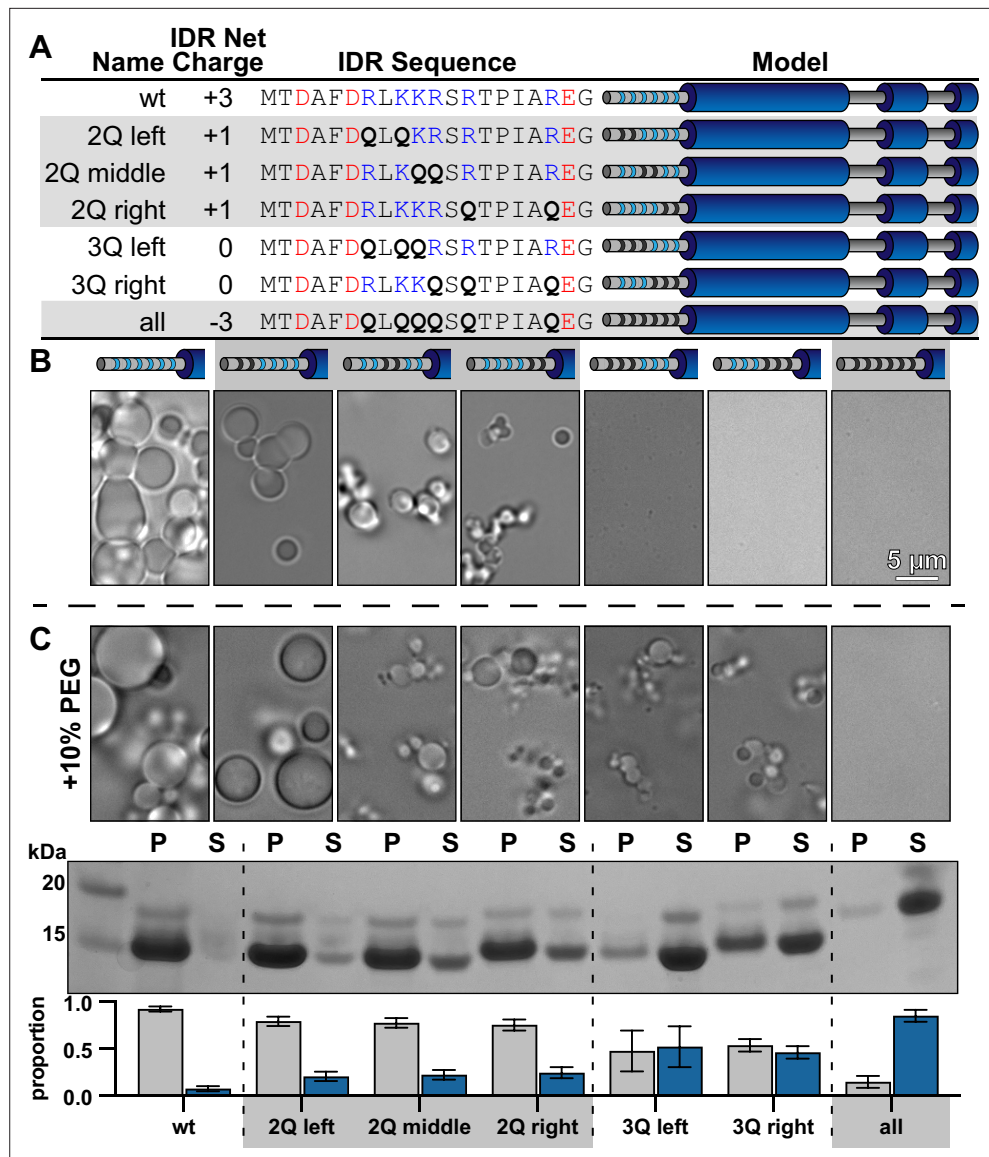 A
Name IDR Net Charge IDR Sequence Model
wt +3 MTDAFDRLKKRSRTPIAREG
2Q left +1 MTDAFDQLQKRSRTPIAREG
2Q middle +1 MTDAFDRLKQQSRTPIAREG
2Q right +1 MTDAFDRLKKRSQTPIAQEG
3Q left 0 MTDAFDQLQQRSRTPIAREG
3Q right 0 MTDAFDRLKKQSQTPIAQEG
all -3 MTDAFDQLQQQSQTPIAQEG
B
5 µm
C
+10% PEG
P S P S P S P S P S P S P S
kDa
20
15
1.0
0.5
0.0
proportion
wt 2Q left 2Q middle 2Q right 3Q left 3Q right all